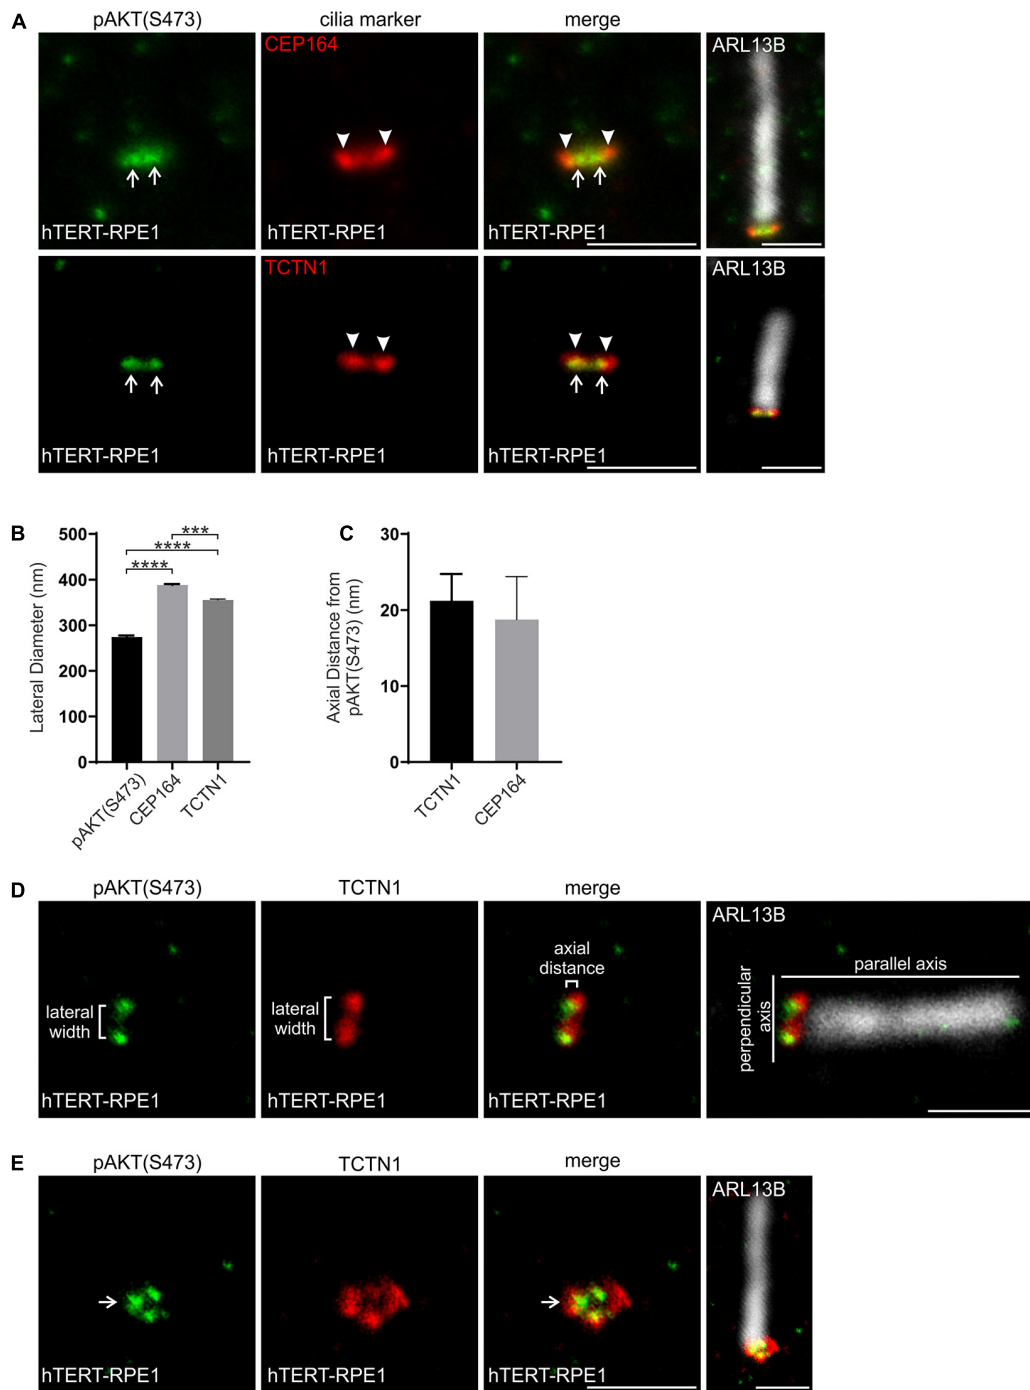 A
pAKT(S473) cilia marker merge
CEP164 ARL13B
hTERT-RPE1 hTERT-RPE1 hTERT-RPE1
TCTN1 ARL13B
hTERT-RPE1 hTERT-RPE1 hTERT-RPE1
B
Lateral Diameter (nm)
500
400
300
200
100
0
***
****
****
pAKT(S473)
CEP164
TCTN1
C
Axial Distance from
pAKT(S473) (nm)
30
20
10
0
TCTN1
CEP164
D
pAKT(S473) TCTN1 merge
ARL13B
lateral
width
lateral
width
axial
distance
parallel axis
perpendicular
axis
hTERT-RPE1 hTERT-RPE1 hTERT-RPE1
E
pAKT(S473) TCTN1 merge
ARL13B
hTERT-RPE1 hTERT-RPE1 hTERT-RPE1